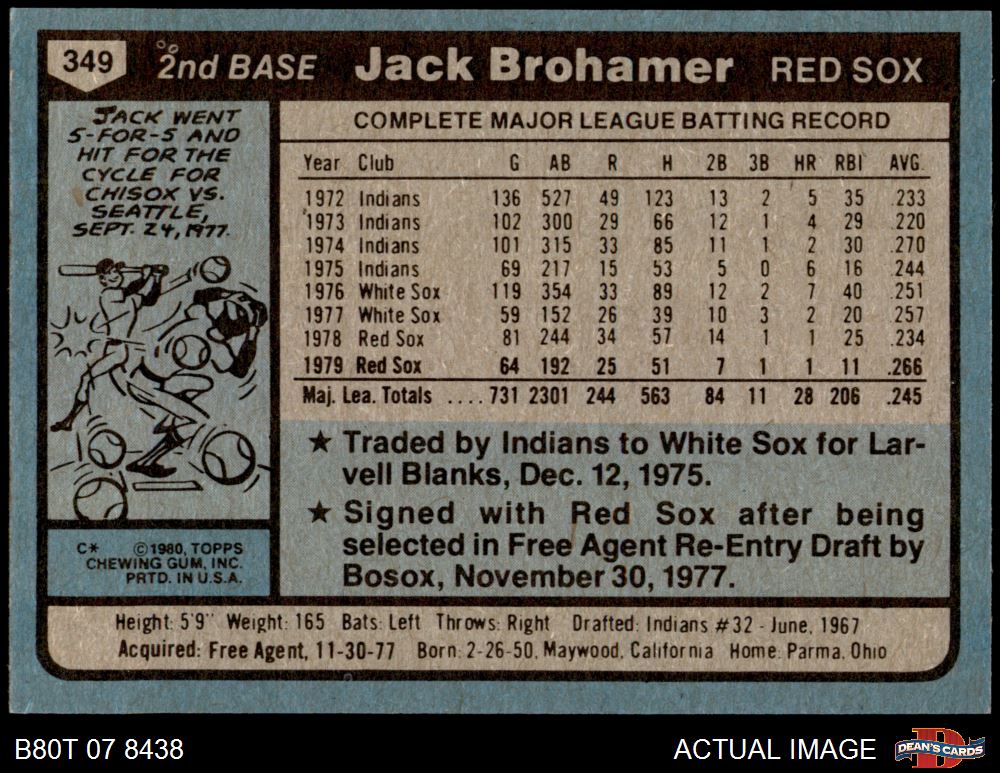 349 2nd BASE Jack Brohamer RED SOX
JACK WENT
5-FOR-5 AND
HIT FOR THE
CYCLE FOR
CHISOX VS.
SEATTLE,
SEPT. 24, 1977.
COMPLETE MAJOR LEAGUE BATTING RECORD
Year Club G AB R H 2B 3B HR RBI AVG.
1972 Indians 136 527 49 123 13 2 5 35 .233
1973 Indians 102 300 29 66 12 1 4 29 .220
1974 Indians 101 315 33 85 11 1 2 30 .270
1975 Indians 69 217 15 53 5 0 6 16 .244
1976 White Sox 119 354 33 89 12 2 7 40 .251
1977 White Sox 59 152 26 39 10 3 2 20 .257
1978 Red Sox 81 244 34 57 14 1 1 25 .234
1979 Red Sox 64 192 25 51 7 1 1 11 .266
Maj. Lea. Totals .... 731 2301 244 563 84 11 28 206 .245
★ Traded by Indians to White Sox for Lar-
vell Blanks, Dec. 12, 1975.
★ Signed with Red Sox after being
selected in Free Agent Re-Entry Draft by
Bosox, November 30, 1977.
C* ©1980, TOPPS
CHEWING GUM, INC.
PRTD. IN U.S.A.
Height: 5'9" Weight: 165 Bats: Left Throws: Right Drafted: Indians #32 - June, 1967
Acquired: Free Agent, 11-30-77 Born: 2-26-50, Maywood, California Home: Parma, Ohio
B80T 07 8438 ACTUAL IMAGE D DEAN'S CARDS